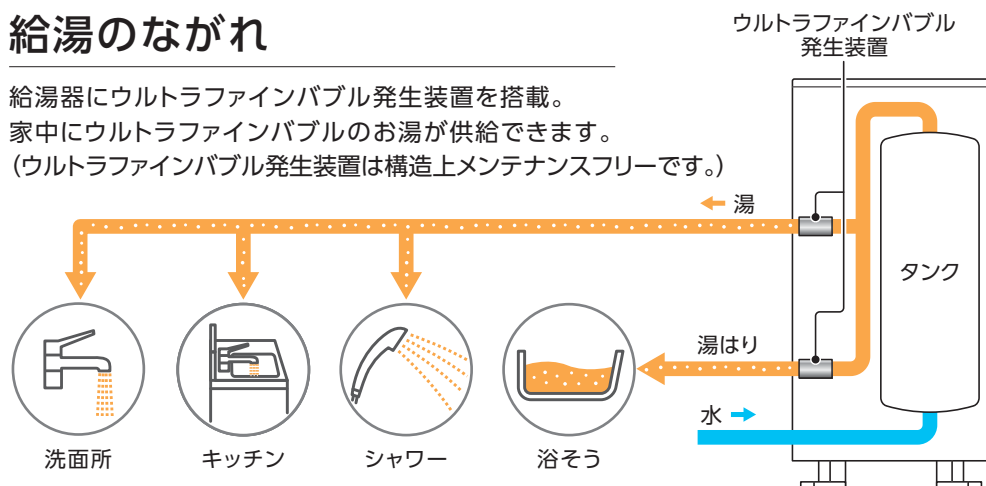 給湯のながれ
給湯器にウルトラファインバブル発生装置を搭載。
家中にウルトラファインバブルのお湯が供給できます。
(ウルトラファインバブル発生装置は構造上メンテナンスフリーです。)
ウルトラファインバブル
発生装置
湯
タンク
湯はり
水
洗面所
キッチン
シャワー
浴そう